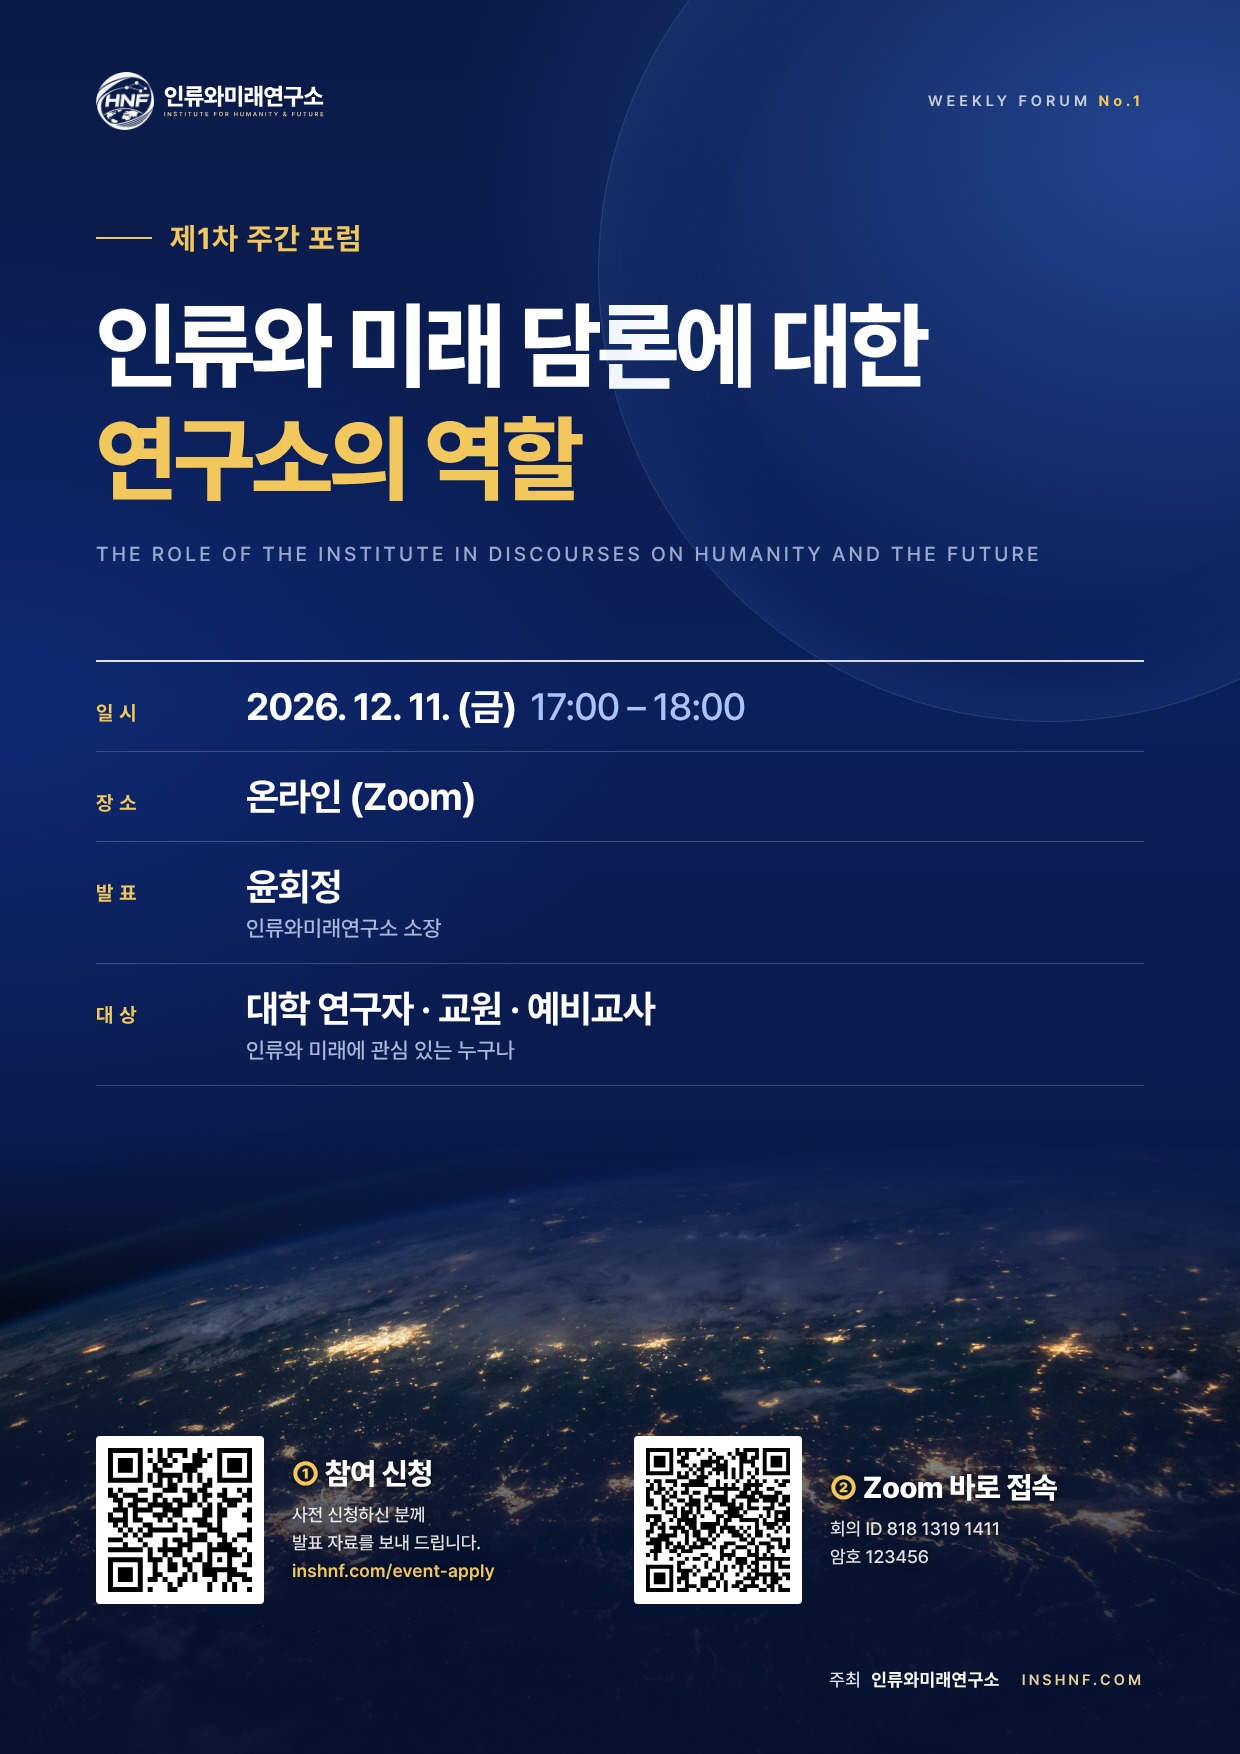 HNF
인류와미래연구소
INSTITUTE FOR HUMANITY & FUTURE
WEEKLY FORUM No.1
제1차 주간 포럼
인류와 미래 담론에 대한
연구소의 역할
THE ROLE OF THE INSTITUTE IN DISCOURSES ON HUMANITY AND THE FUTURE
일시 2026. 12. 11. (금) 17:00 – 18:00
장소 온라인 (Zoom)
발표 윤회정
인류와미래연구소 소장
대상 대학 연구자 · 교원 · 예비교사
인류와 미래에 관심 있는 누구나
① 참여 신청
사전 신청하신 분께
발표 자료를 보내 드립니다.
inshnf.com/event-apply
② Zoom 바로 접속
회의 ID 818 1319 1411
암호 123456
주최 인류와미래연구소 INSHNF.COM